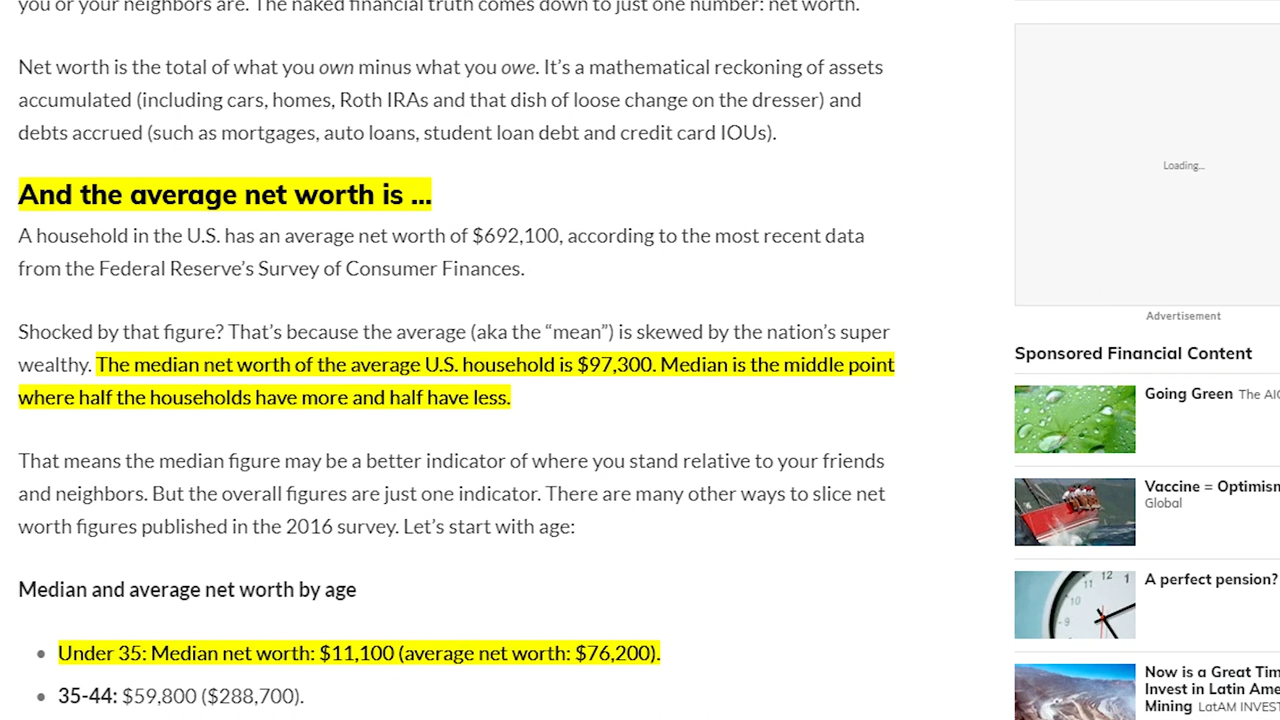 you or your neighbors are. The naked financial truth comes down to just one number: net worth.
Net worth is the total of what you own minus what you owe. It’s a mathematical reckoning of assets
accumulated (including cars, homes, Roth IRAs and that dish of loose change on the dresser) and
debts accrued (such as mortgages, auto loans, student loan debt and credit card IOUs).
And the average net worth is ...
A household in the U.S. has an average net worth of $692,100, according to the most recent data
from the Federal Reserve’s Survey of Consumer Finances.
Shocked by that figure? That’s because the average (aka the “mean”) is skewed by the nation’s super
wealthy. The median net worth of the average U.S. household is $97,300. Median is the middle point
where half the households have more and half have less.
That means the median figure may be a better indicator of where you stand relative to your friends
and neighbors. But the overall figures are just one indicator. There are many other ways to slice net
worth figures published in the 2016 survey. Let’s start with age:
Median and average net worth by age
Under 35: Median net worth: $11,100 (average net worth: $76,200).
35-44: $59,800 ($288,700).
Loading...
Advertisement
Sponsored Financial Content
Going Green The AIC
Vaccine = Optimism
Global
A perfect pension?
Now is a Great Tim
Invest in Latin Ame
Mining LatAM INVEST
12 1
10
9